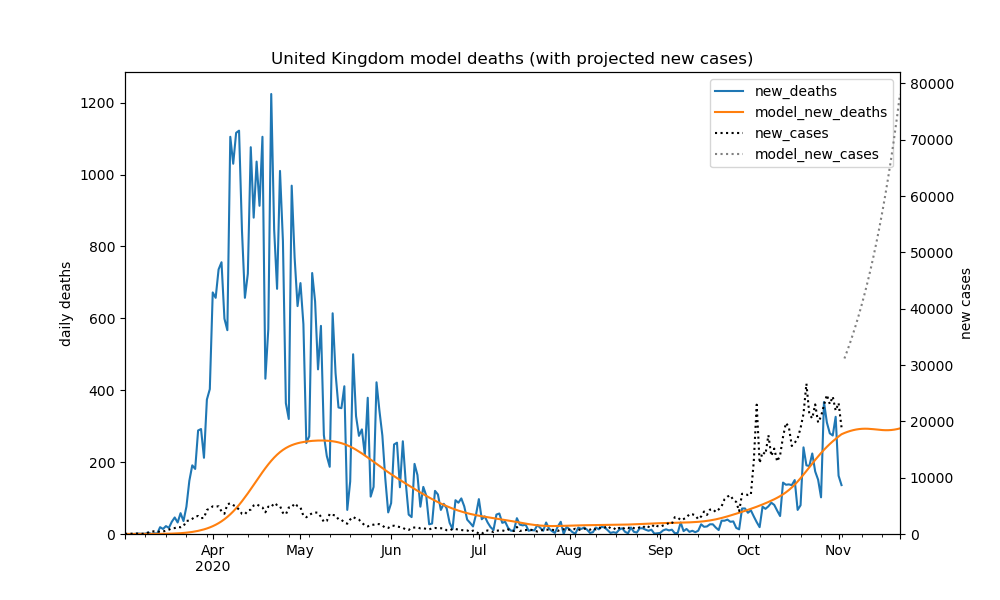 United Kingdom model deaths (with projected new cases)
new_deaths
model_new_deaths
new_cases
model_new_cases
daily deaths
new cases
1200
1000
800
600
400
200
0
80000
70000
60000
50000
40000
30000
20000
10000
0
Apr May Jun Jul Aug Sep Oct Nov
2020